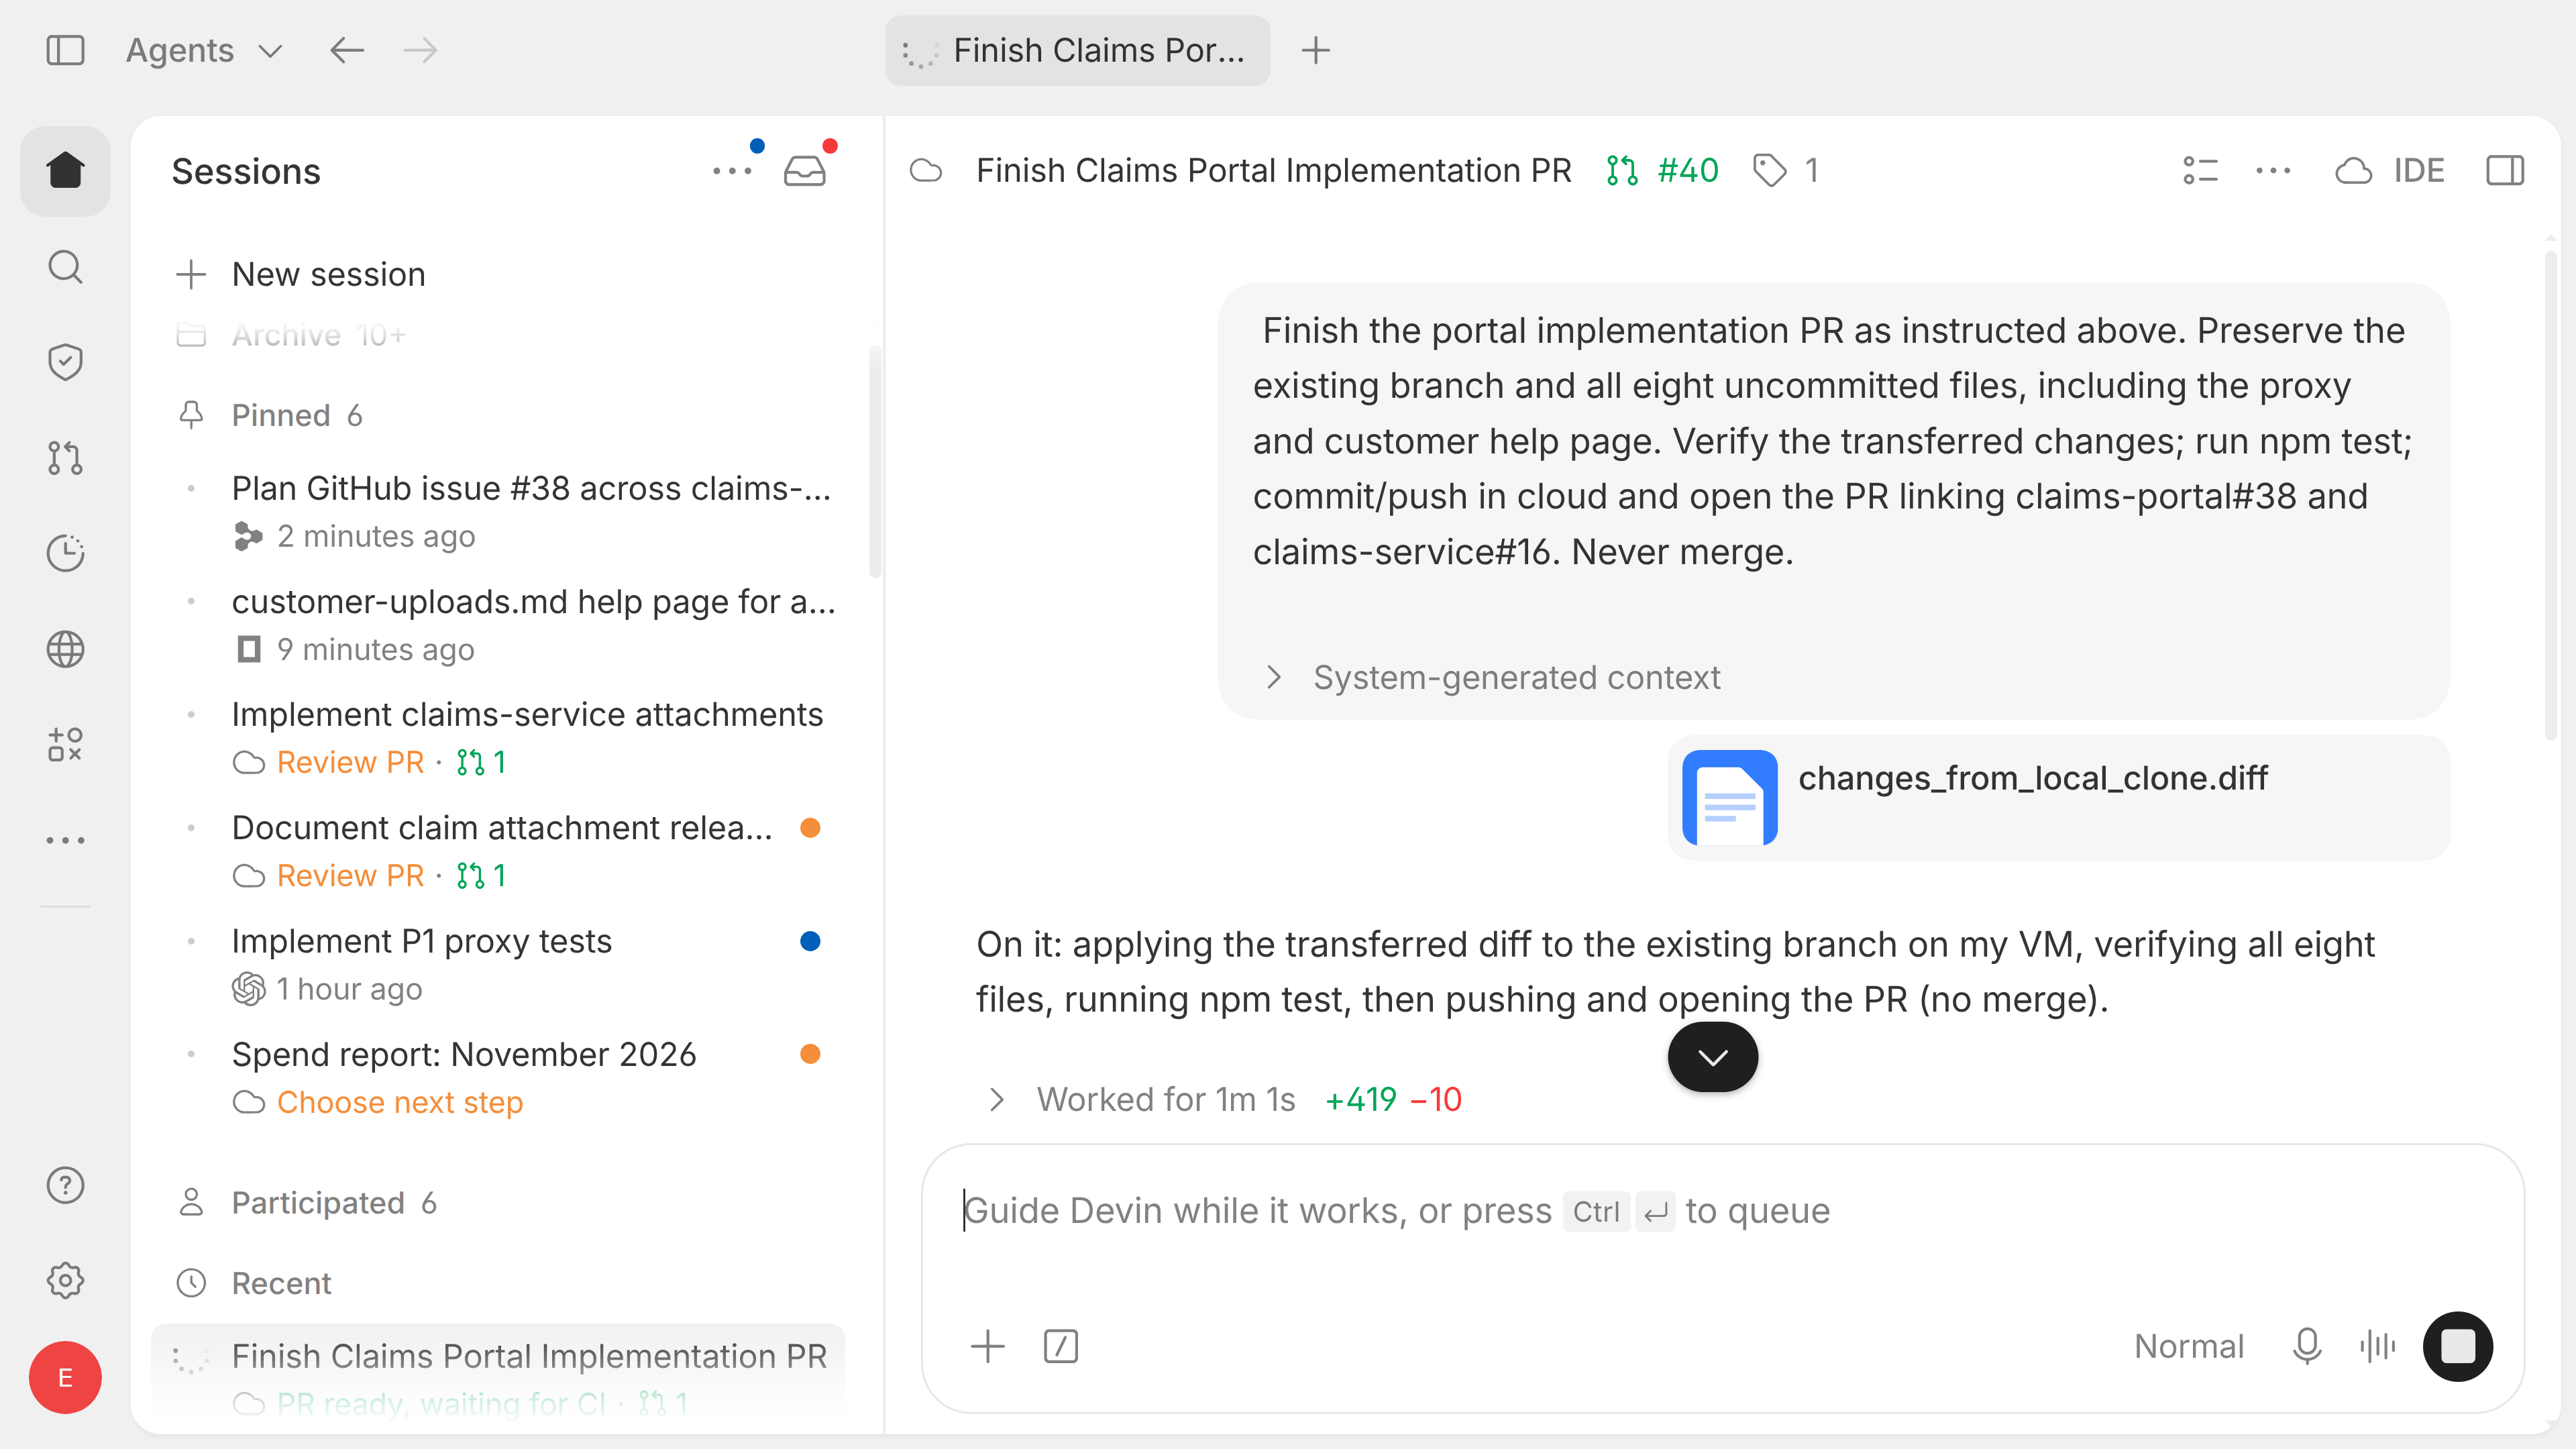 Agents
Finish Claims Por...
Sessions
New session
Archive 10+
Pinned 6
Plan GitHub issue #38 across claims-...
2 minutes ago
customer-uploads.md help page for a...
9 minutes ago
Implement claims-service attachments
Review PR · 1
Document claim attachment relea...
Review PR · 1
Implement P1 proxy tests
1 hour ago
Spend report: November 2026
Choose next step
Participated 6
Recent
Finish Claims Portal Implementation PR
PR ready, waiting for CI · 1
E
Finish Claims Portal Implementation PR #40 1
IDE
Finish the portal implementation PR as instructed above. Preserve the
existing branch and all eight uncommitted files, including the proxy
and customer help page. Verify the transferred changes; run npm test;
commit/push in cloud and open the PR linking claims-portal#38 and
claims-service#16. Never merge.
System-generated context
changes_from_local_clone.diff
On it: applying the transferred diff to the existing branch on my VM, verifying all eight
files, running npm test, then pushing and opening the PR (no merge).
Worked for 1m 1s +419 −10
Guide Devin while it works, or press Ctrl ↵ to queue
Normal